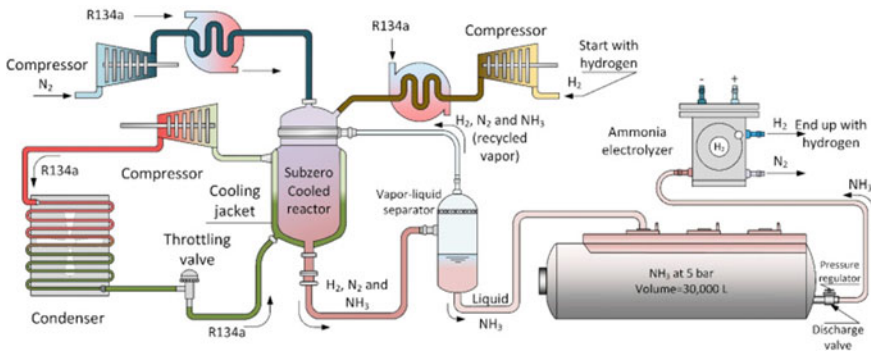 R134a
Compressor
N₂
R134a
Compressor
Start with
hydrogen
H₂
H₂, N₂ and NH₃
(recycled
vapor)
Compressor
R134a
Cooling
jacket
Subzero
Cooled
reactor
Vapor-liquid
separator
Throttling
valve
Condenser
R134a
H₂, N₂ and
NH₃
Liquid
NH₃
- +
Ammonia
electrolyzer
H₂
H₂
End up with
hydrogen
N₂
NH₃
NH₃ at 5 bar
Volume=30,000 L
Pressure
regulator
Discharge
valve